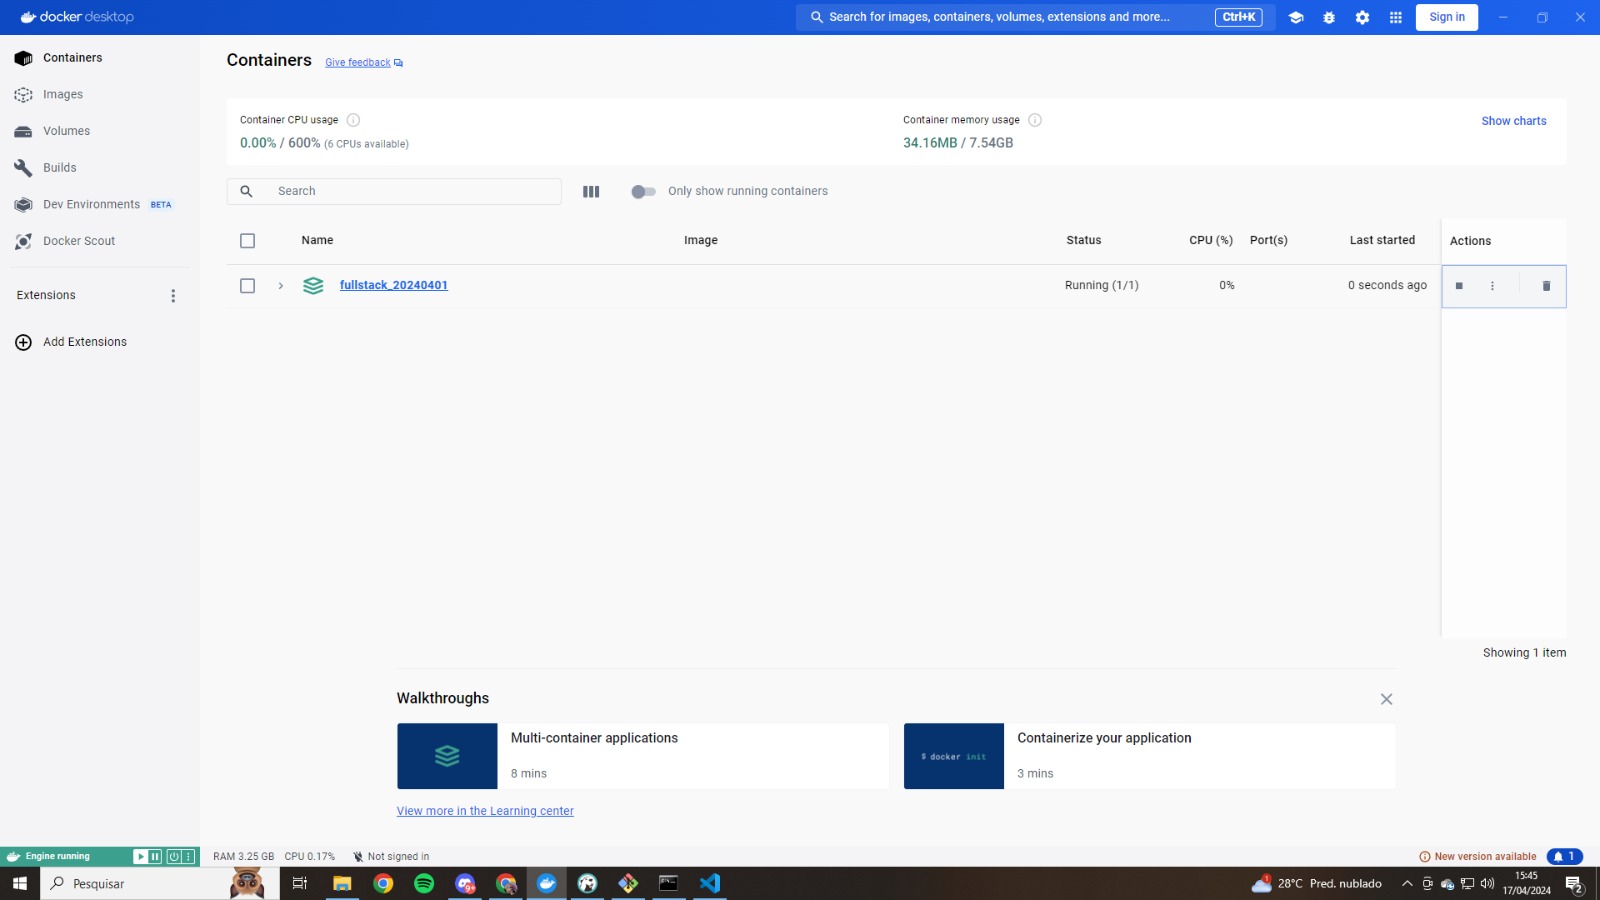 docker desktop
Search for images, containers, volumes, extensions and more...
Ctrl+K
Sign in
Containers
Images
Volumes
Builds
Dev Environments BETA
Docker Scout
Extensions
Add Extensions
Containers
Give feedback
Container CPU usage
0.00% / 600% (6 CPUs available)
Container memory usage
34.16MB / 7.54GB
Show charts
Search
Only show running containers
Name Image Status CPU (%) Port(s) Last started Actions
fullstack_20240401 Running (1/1) 0% 0 seconds ago
Showing 1 item
Walkthroughs
Multi-container applications
8 mins
$ docker init
Containerize your application
3 mins
View more in the Learning center
Engine running
RAM 3.25 GB CPU 0.17% Not signed in
New version available
1
Pesquisar
9+
1
28°C Pred. nublado
15:45
17/04/2024
2